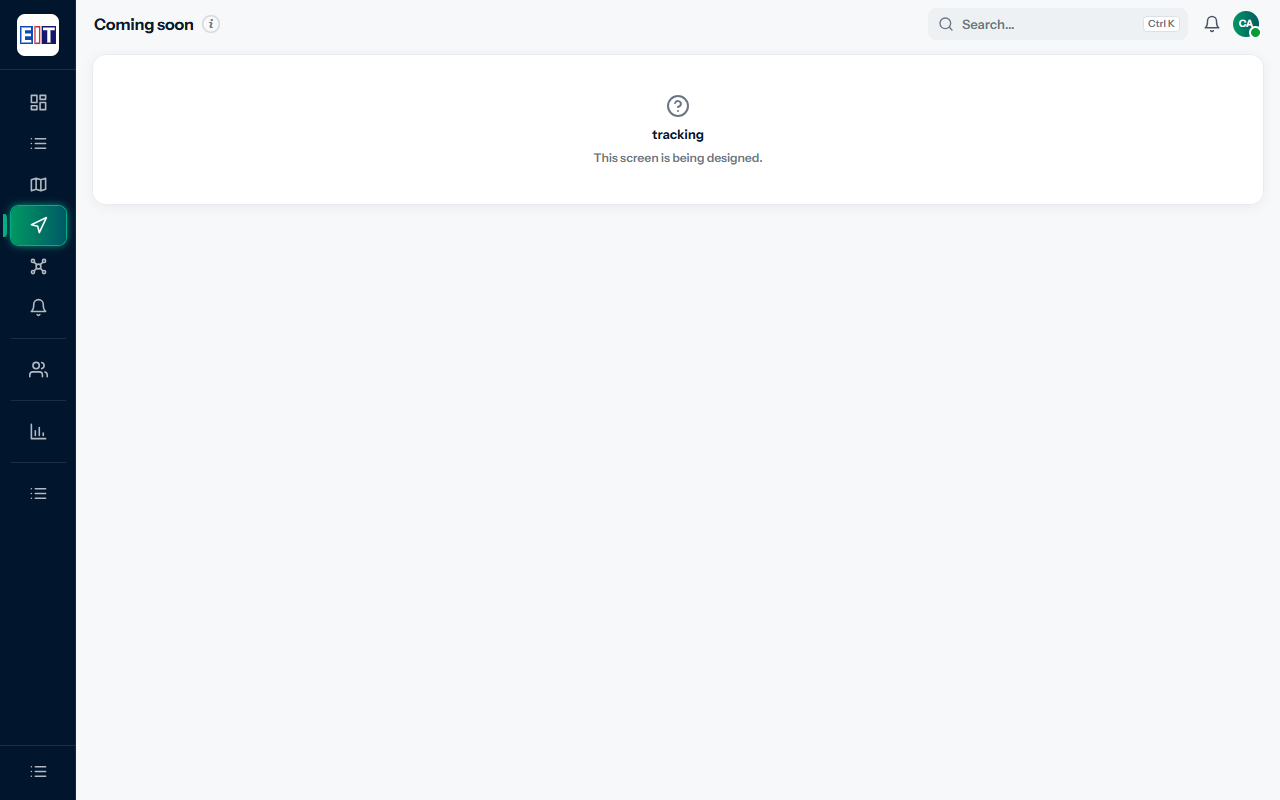 EIT
Coming soon
i
Search...
Ctrl K
CA
tracking
This screen is being designed.